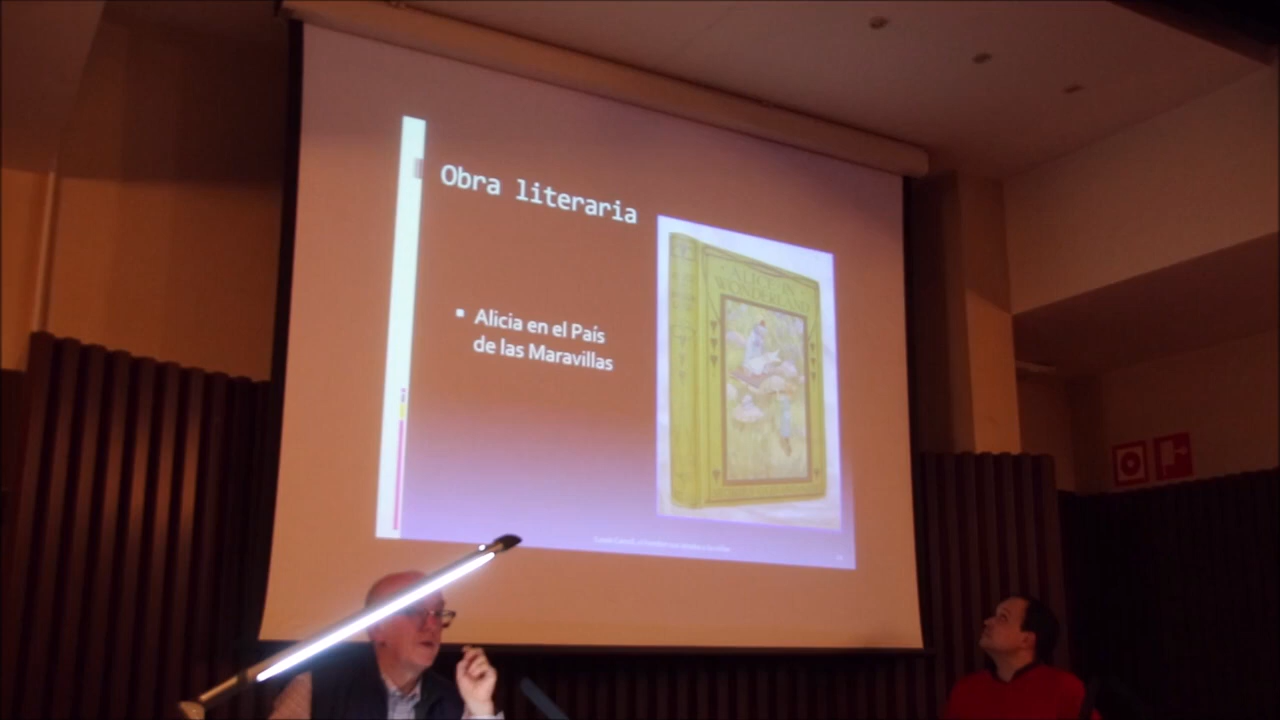 Obra literaria
Alicia en el País
de las Maravillas
ALICE IN
WONDERLAND